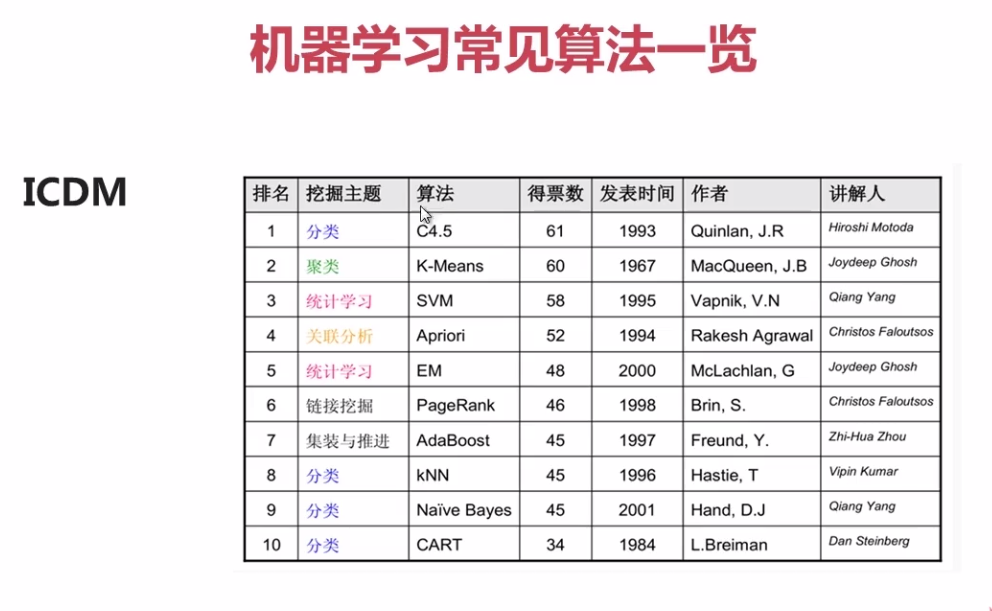 机器学习常见算法一览
ICDM
排名 挖掘主题 算法 得票数 发表时间 作者 讲解人
1 分类 C4.5 61 1993 Quinlan, J.R Hiroshi Motoda
2 聚类 K-Means 60 1967 MacQueen, J.B Joydeep Ghosh
3 统计学习 SVM 58 1995 Vapnik, V.N Qiang Yang
4 关联分析 Apriori 52 1994 Rakesh Agrawal Christos Faloutsos
5 统计学习 EM 48 2000 McLachlan, G Joydeep Ghosh
6 链接挖掘 PageRank 46 1998 Brin, S. Christos Faloutsos
7 集装与推进 AdaBoost 45 1997 Freund, Y. Zhi-Hua Zhou
8 分类 kNN 45 1996 Hastie, T Vipin Kumar
9 分类 Naïve Bayes 45 2001 Hand, D.J Qiang Yang
10 分类 CART 34 1984 L.Breiman Dan Steinberg